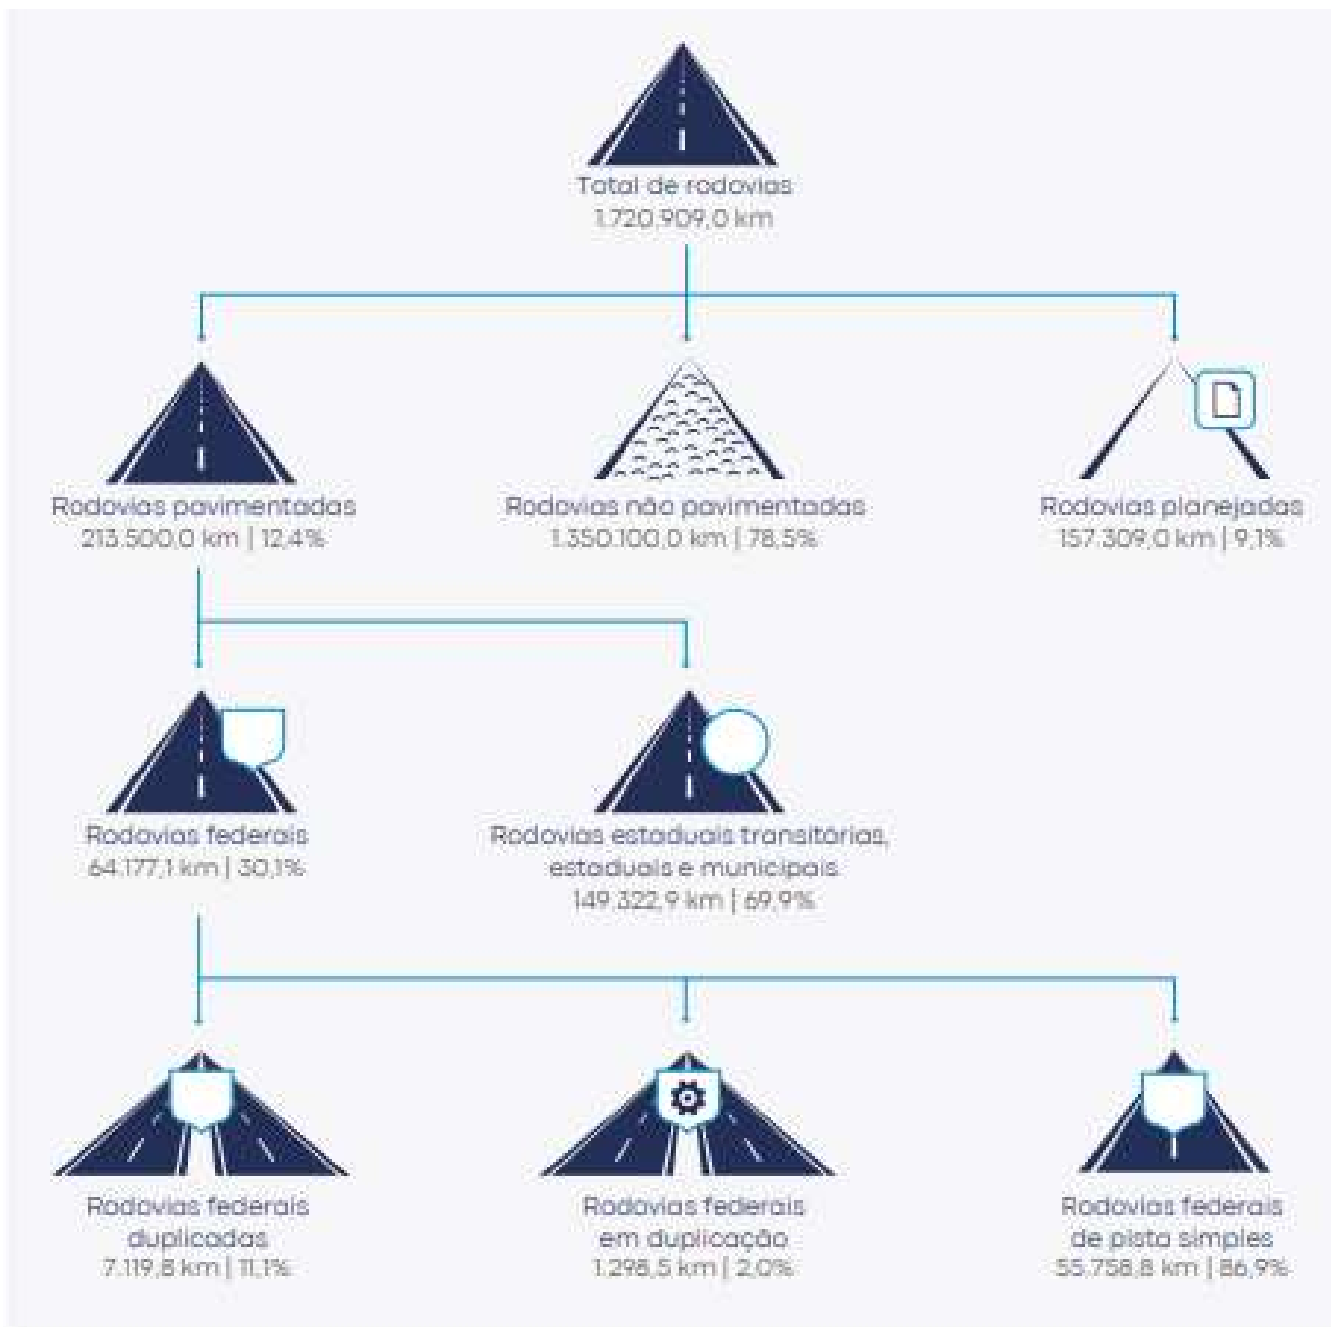 Total de rodovias
1.720.909,0 km
Rodovias pavimentadas
213.500,0 km | 12,4%
Rodovias não pavimentadas
1.350.100,0 km | 78,5%
Rodovias planejadas
157.309,0 km | 9,1%
Rodovias federais
64.177,1 km | 30,1%
Rodovias estaduais transitórias,
estaduais e municipais
149.322,9 km | 69,9%
Rodovias federais
duplicadas
7.119,8 km | 11,1%
Rodovias federais
em duplicação
1.298,5 km | 2,0%
Rodovias federais
de pista simples
55.758,8 km | 86,9%